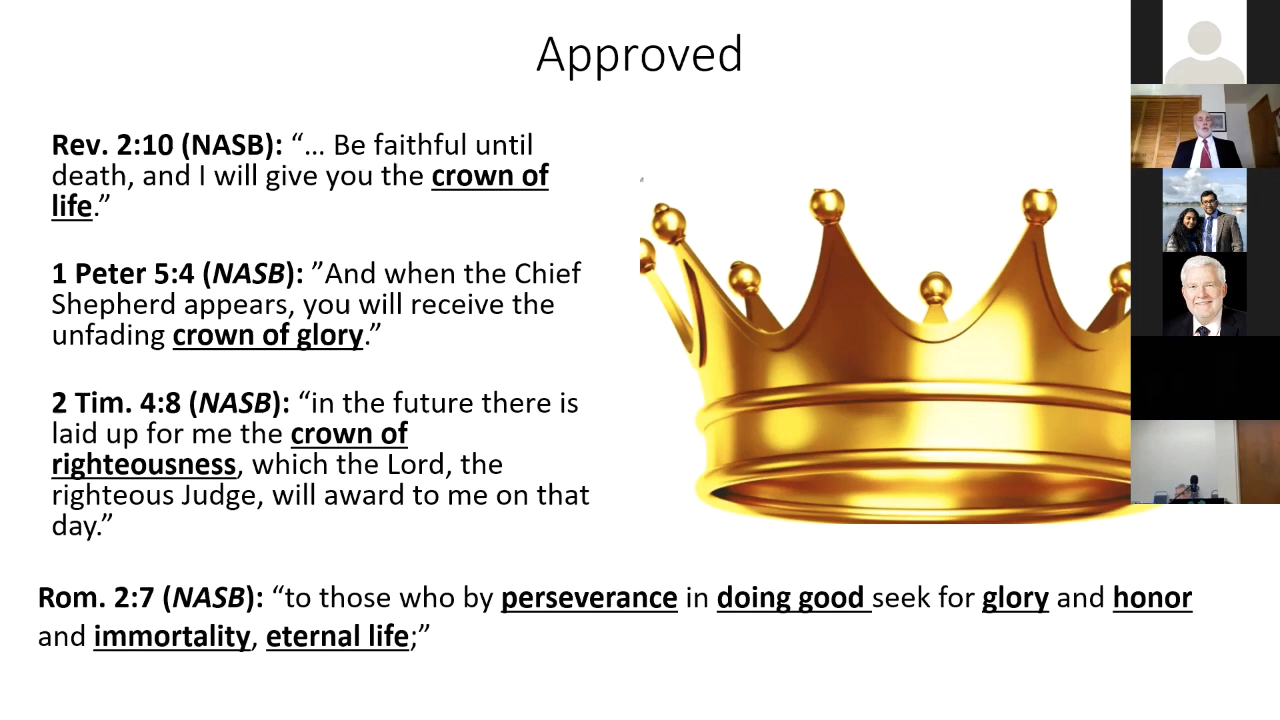 Approved
Rev. 2:10 (NASB): “... Be faithful until
death, and I will give you the crown of
life.”
1 Peter 5:4 (NASB): ”And when the Chief
Shepherd appears, you will receive the
unfading crown of glory.”
2 Tim. 4:8 (NASB): “in the future there is
laid up for me the crown of
righteousness, which the Lord, the
righteous Judge, will award to me on that
day.”
Rom. 2:7 (NASB): “to those who by perseverance in doing good seek for glory and honor
and immortality, eternal life;”